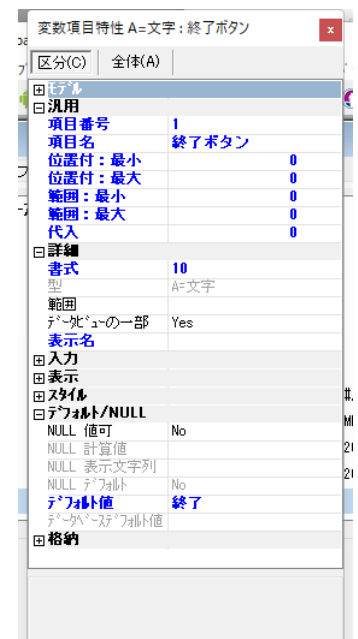 変数項目特性 A=文字:終了ボタン
x
区分(C) 全体(A)
モデル
汎用
項目番号 1
項目名 終了ボタン
位置付:最小 0
位置付:最大 0
範囲:最小 0
範囲:最大 0
代入 0
詳細
書式 10
型 A=文字
範囲
データビューの一部 Yes
表示名
入力
表示
スタイル
デフォルト/NULL
NULL 値可 No
NULL 計算値
NULL 表示文字列
NULL デフォルト No
デフォルト値 終了
データベースデフォルト値
格納